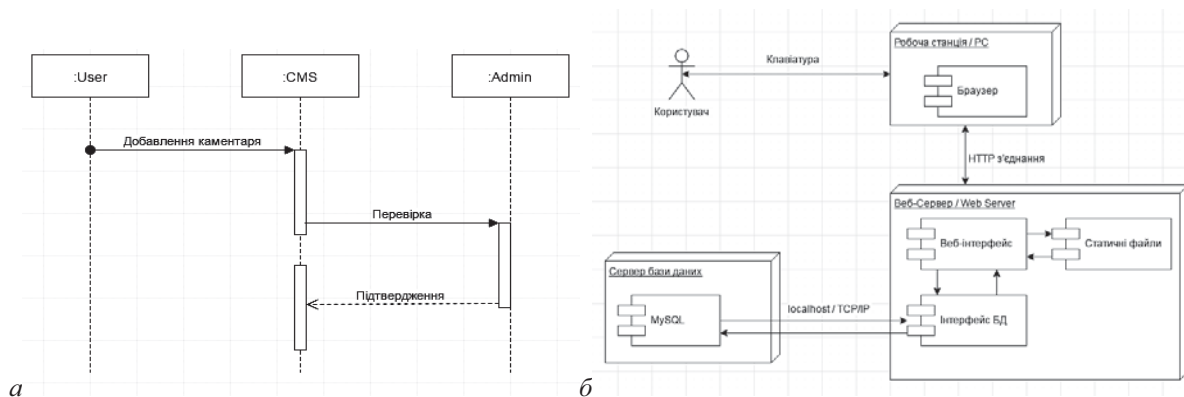 :User
:CMS
:Admin
Добавлення каментаря
Перевірка
Підтвердження
а
Робоча станція / PC
Клавіатура
Браузер
Користувач
HTTP з'єднання
Веб-Сервер / Web Server
Веб-інтерфейс
Статичні файли
Сервер бази даних
MySQL
localhost / TCP/IP
Інтерфейс БД
б